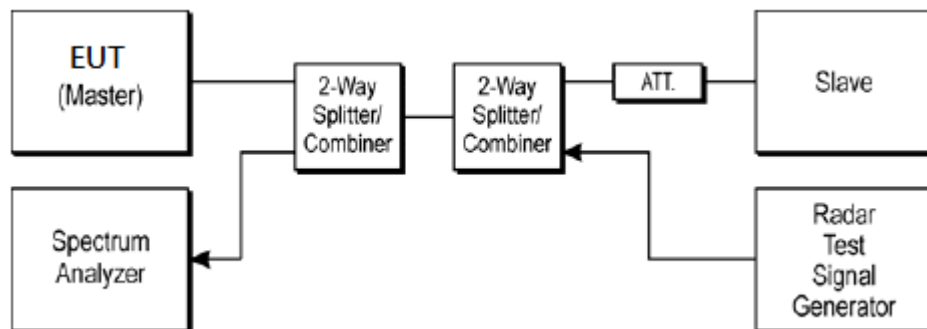 EUT
(Master)
2-Way
Splitter/
Combiner
2-Way
Splitter/
Combiner
ATT.
Slave
Spectrum
Analyzer
Radar
Test
Signal
Generator